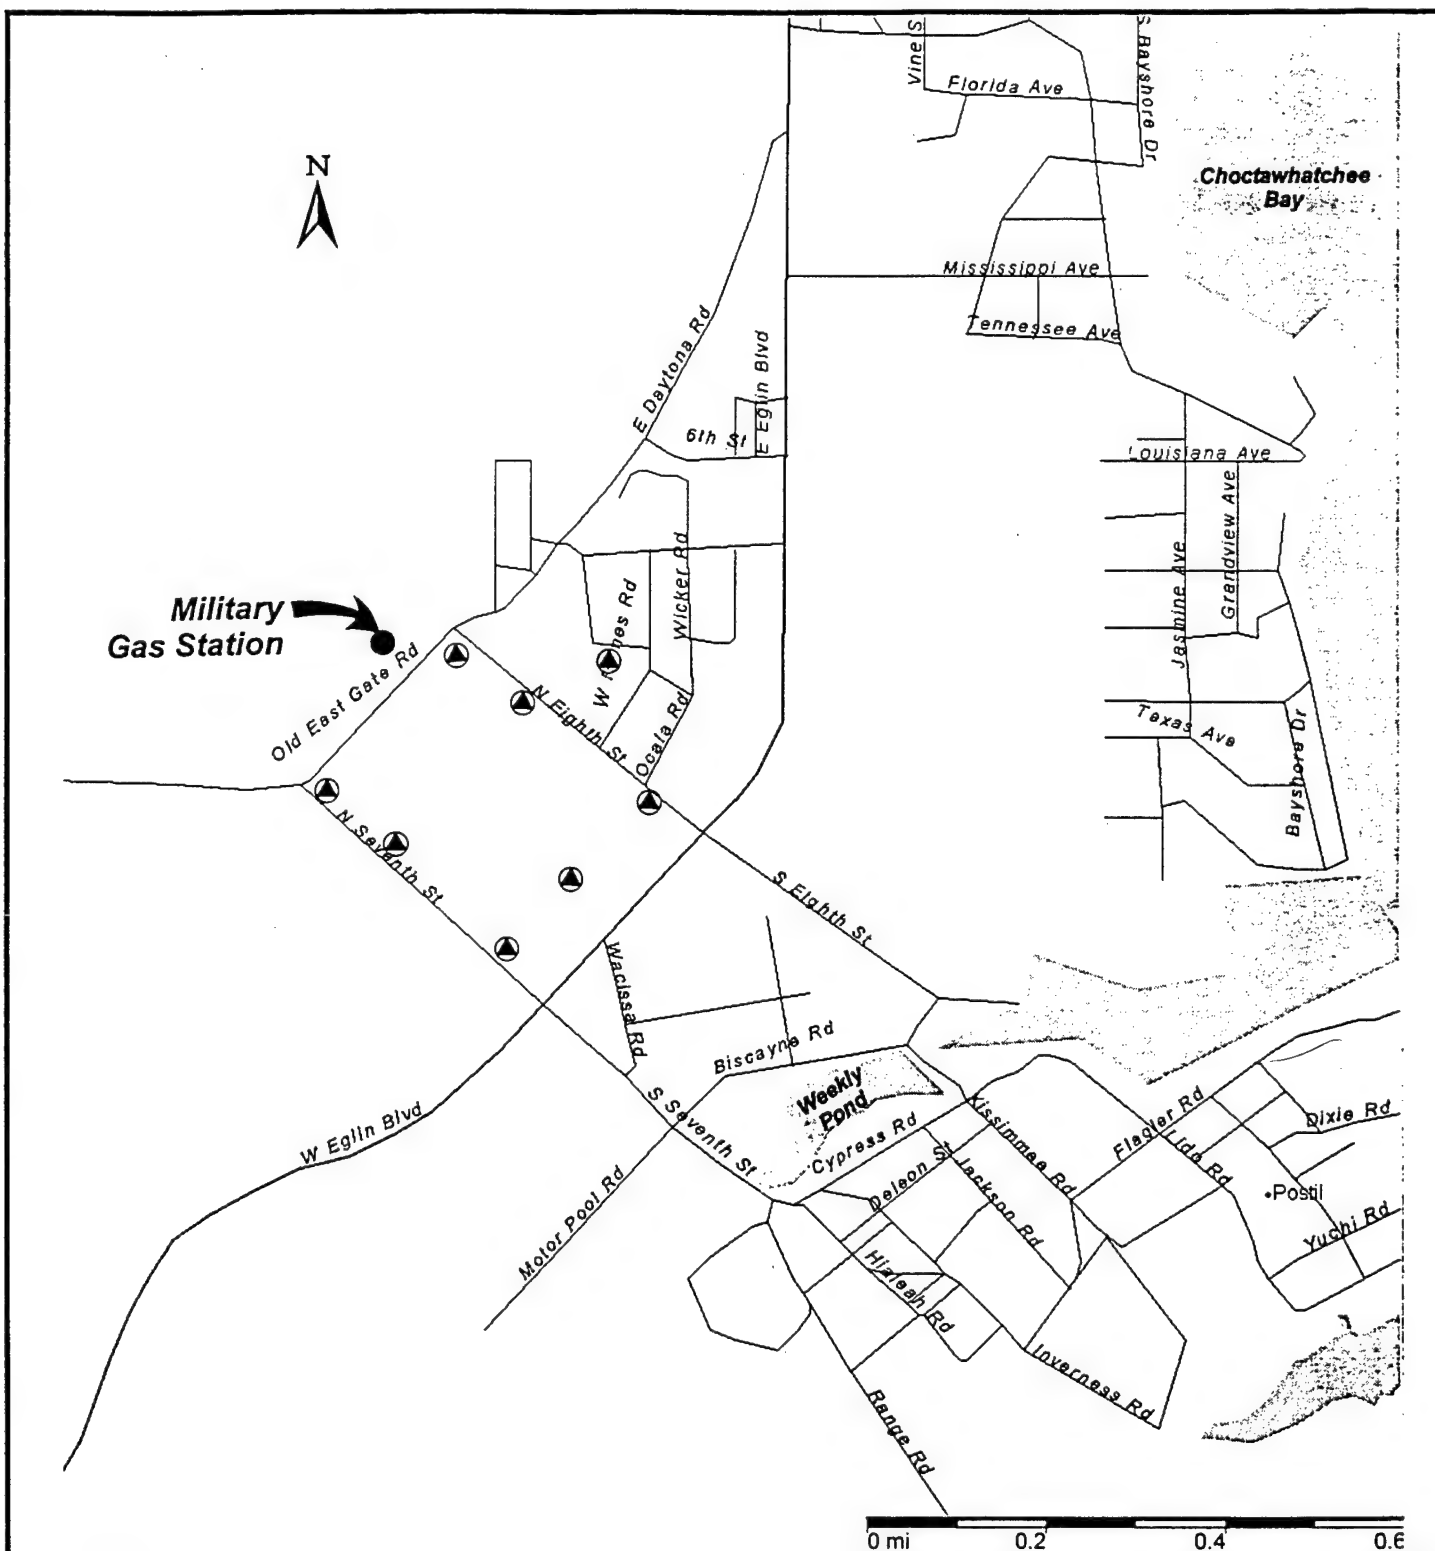 Vine S
S Bayshore Dr
Florida Ave
N
Choctawhatchee
Bay
Mississippi Ave
Tennessee Ave
E Daytona Rd
E Eglin Blvd
6th St
Louisiana Ave
Grandview Ave
Jasmine Ave
Wicker Rd
Military
Gas Station
Old East Gate Rd
W
nes Rd
N Eighth St
Ocala Rd
Texas Ave
Bayshore Dr
N Seventh St
S Eighth St
Wacissa Rd
Biscayne Rd
Weekly
Pond
S Seventh St
W Eglin Blvd
Cypress Rd
Kissimmee Rd
Flagler Rd
Dixie Rd
Lido Rd
Deleon St
Jackson Rd
Postil
Motor Pool Rd
Yuchi Rd
Hialeah Rd
Inverness Rd
Range Rd
0 mi 0.2 0.4 0.6